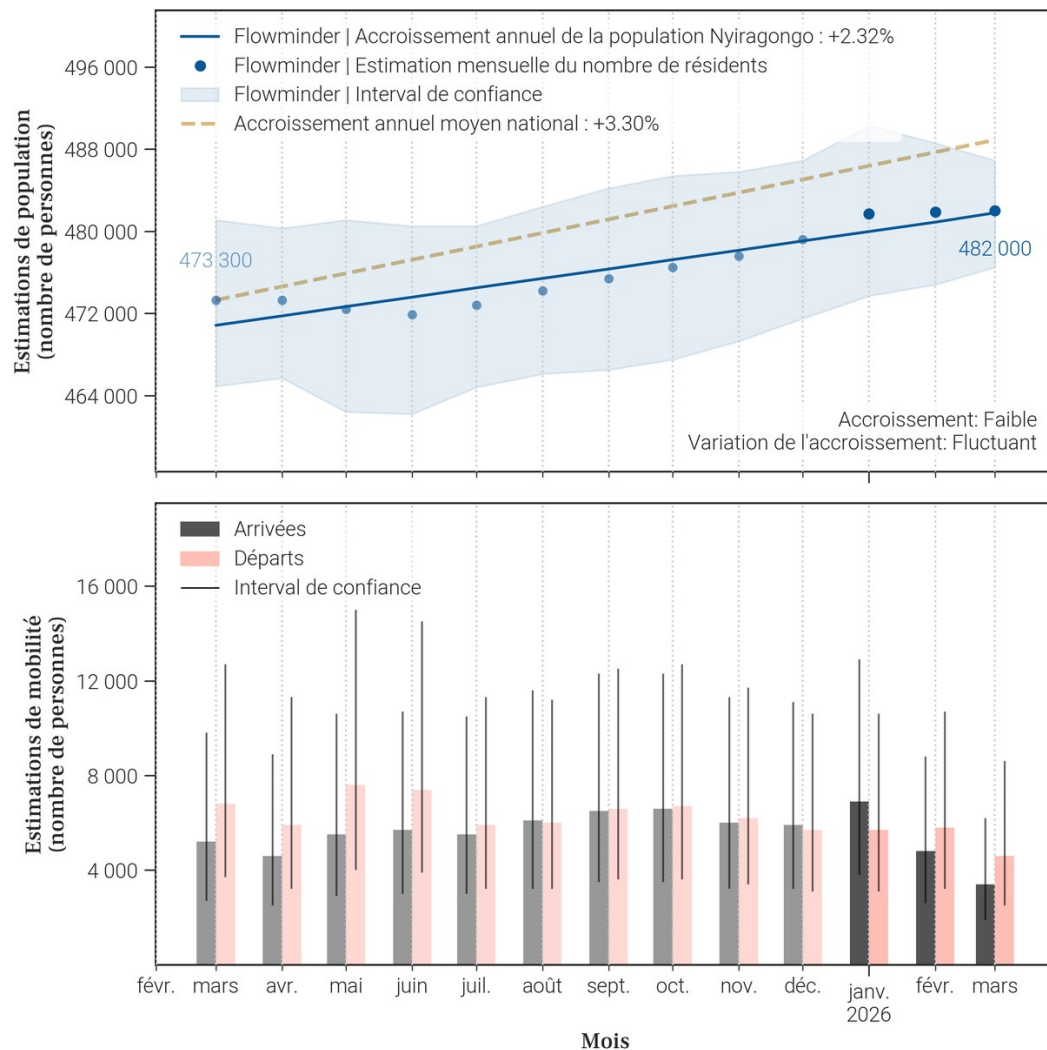 Flowminder | Accroissement annuel de la population Nyiragongo : +2.32%
Flowminder | Estimation mensuelle du nombre de résidents
Flowminder | Interval de confiance
Accroissement annuel moyen national : +3.30%
Estimations de population
(nombre de personnes)
496 000
488 000
480 000
472 000
464 000
473 300
482 000
Accroissement: Faible
Variation de l'accroissement: Fluctuant
Arrivées
Départs
Interval de confiance
Estimations de mobilité
(nombre de personnes)
16 000
12 000
8 000
4 000
févr. mars avr. mai juin juil. août sept. oct. nov. déc. janv. févr. mars
2026
Mois